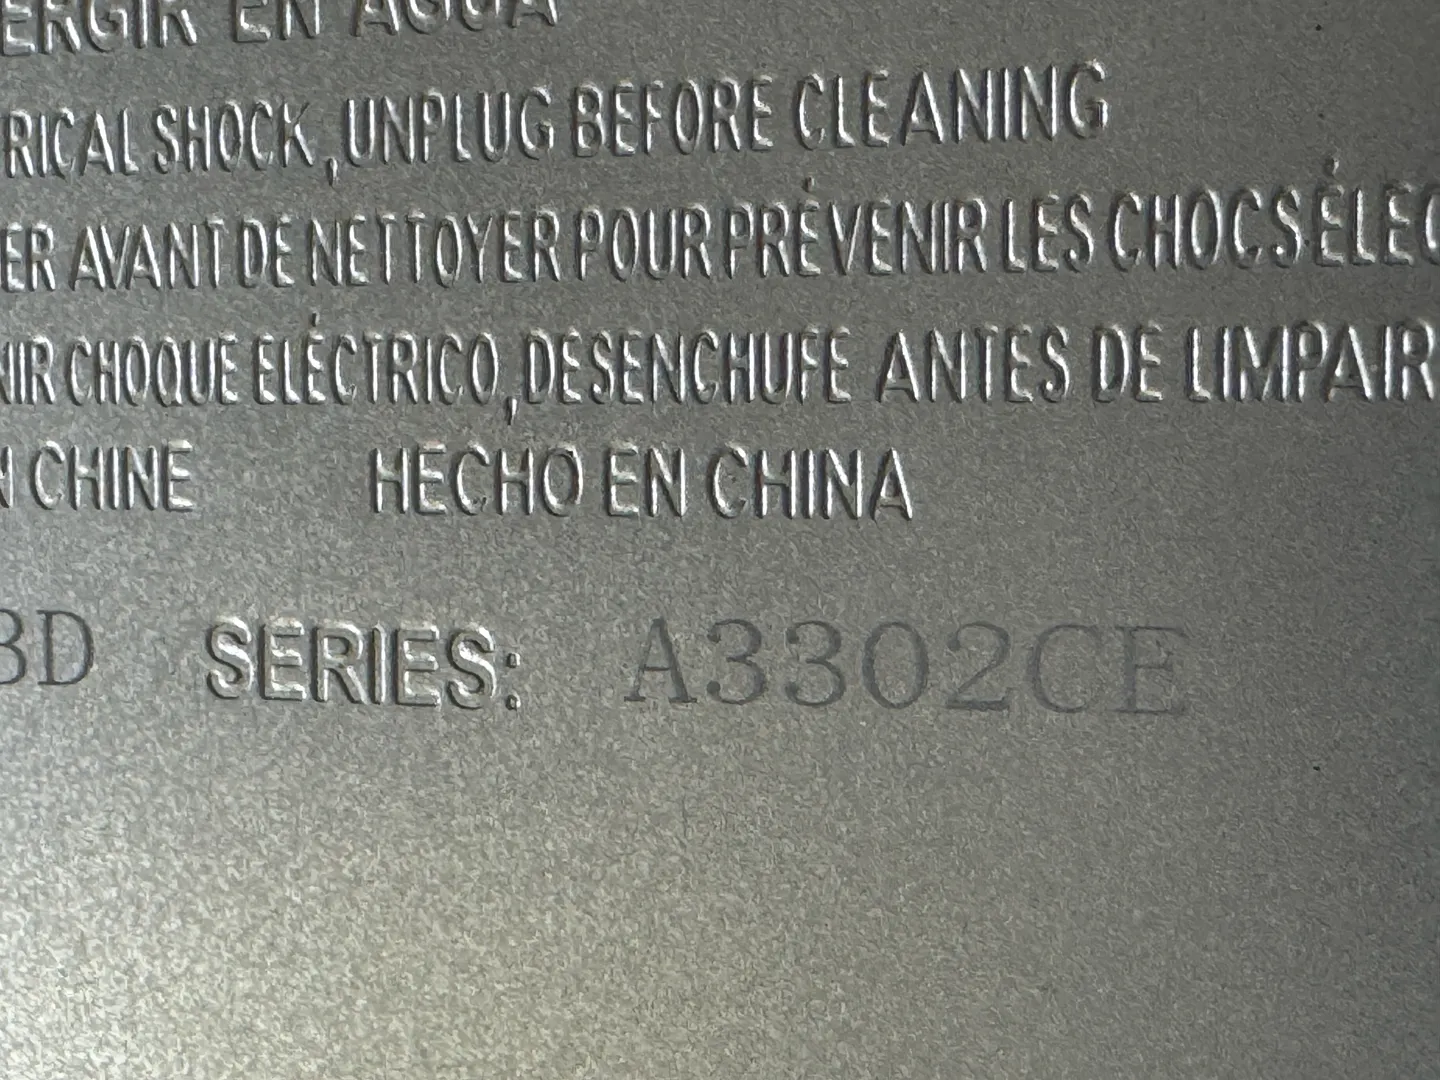 ERGIR EN AGUA
RICAL SHOCK,UNPLUG BEFORE CLEANING
ER AVANT DE NETTOYER POUR PRÉVENIR LES CHOCS ÉLEC
NIR CHOQUE ELÉCTRICO,DESENCHUFE ANTES DE LIMPAIR
N CHINE HECHO EN CHINA
3D SERIES: A3302CE